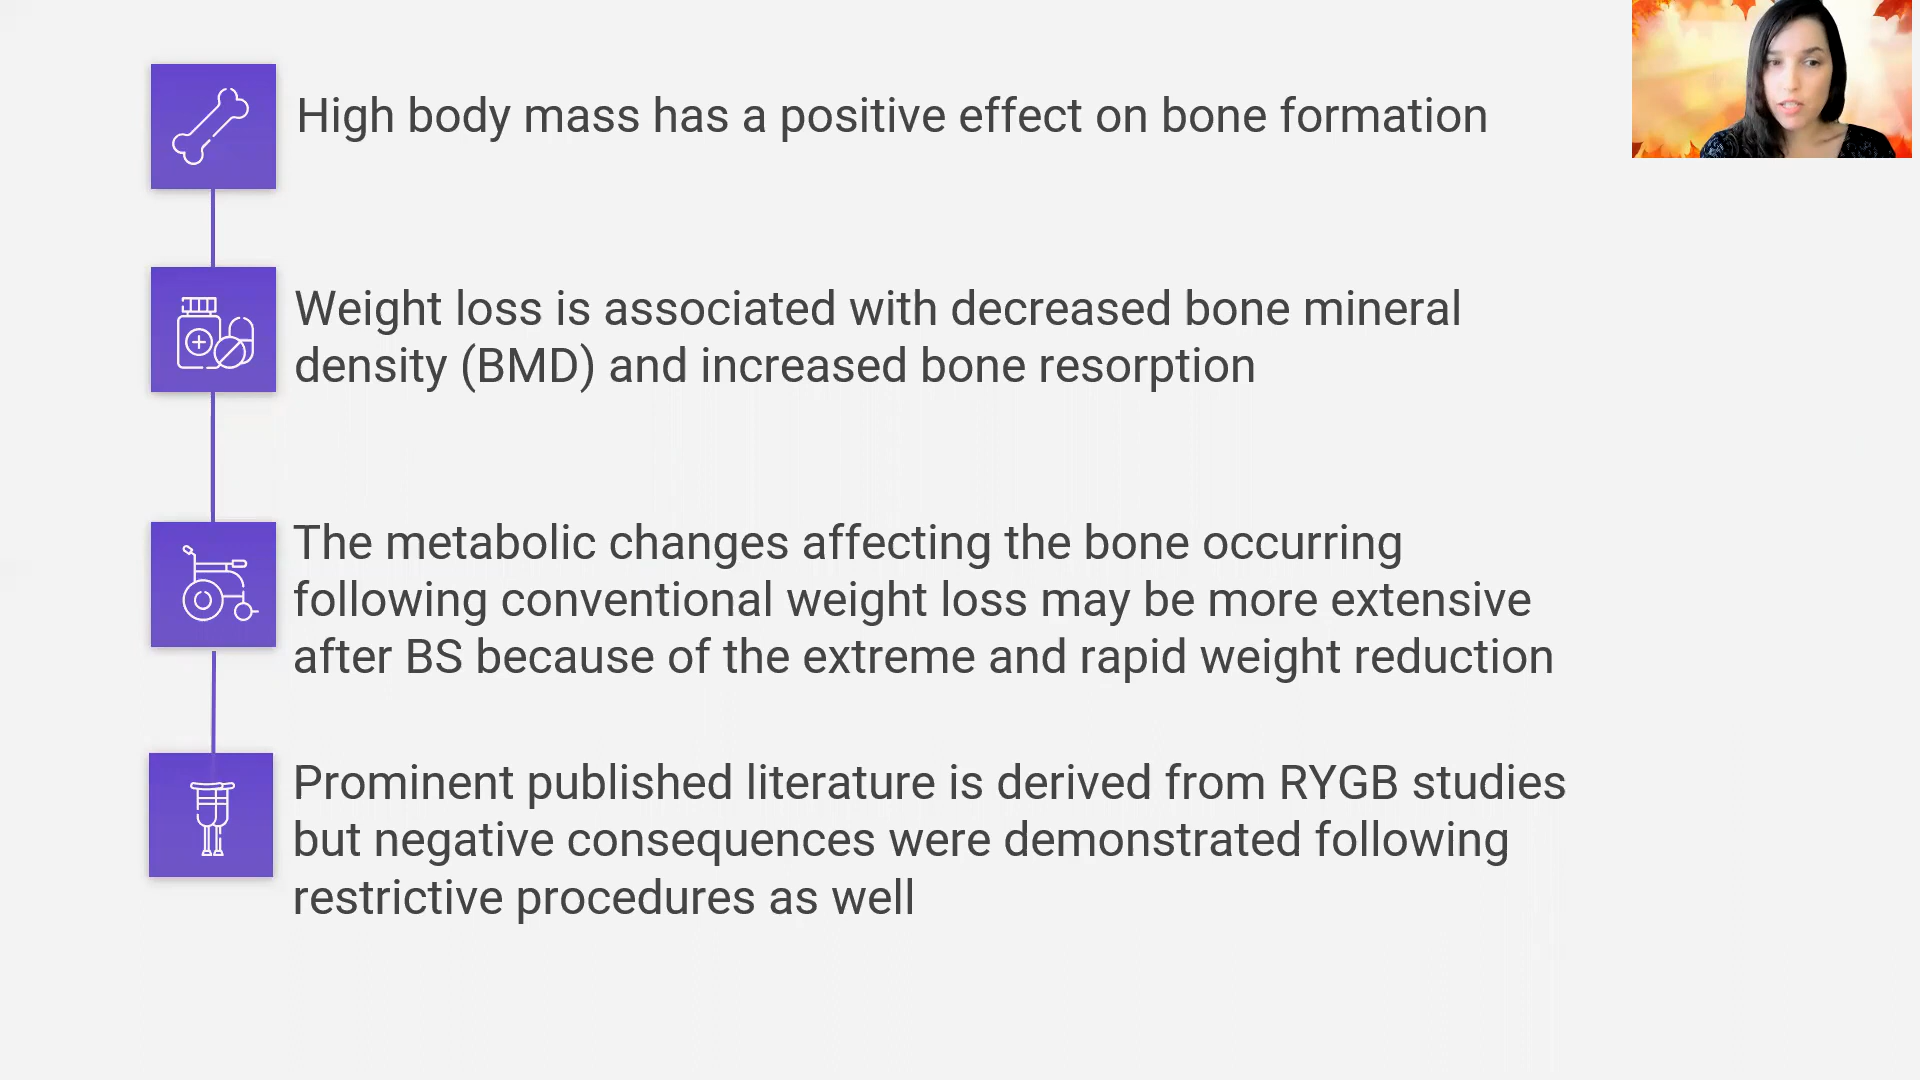 High body mass has a positive effect on bone formation
Weight loss is associated with decreased bone mineral
density (BMD) and increased bone resorption
The metabolic changes affecting the bone occurring
following conventional weight loss may be more extensive
after BS because of the extreme and rapid weight reduction
Prominent published literature is derived from RYGB studies
but negative consequences were demonstrated following
restrictive procedures as well